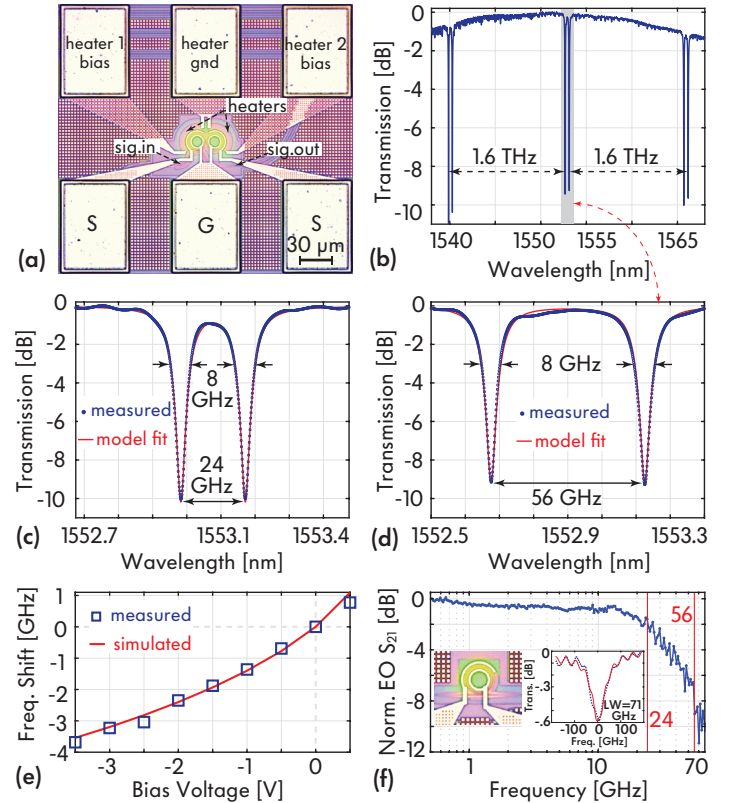 (a)
heater 1
bias
heater
gnd
heater 2
bias
heaters
sig.in
sig.out
S
G
S
30 μm
(b)
Transmission [dB]
0
-2
-4
-6
-8
-10
1.6 THz
1.6 THz
1540
1550
1555
1565
Wavelength [nm]
(c)
Transmission [dB]
0
-2
-4
-6
-8
-10
8
GHz
measured
model fit
24
GHz
1552.7
1553.1
1553.4
Wavelength [nm]
(d)
Transmission [dB]
0
-2
-4
-6
-8
-10
8 GHz
measured
model fit
56 GHz
1552.5
1552.9
1553.3
Wavelength [nm]
(e)
Freq. Shift [GHz]
1
0
-1
-2
-3
-4
measured
simulated
-3
-2
-1
0
Bias Voltage [V]
(f)
Norm. EO S21 [dB]
0
-4
-8
-12
56
24
Trans. [dB]
0
-.3
-.6
LW=71
GHz
-100
0
100
Freq. [GHz]
1
10
70
Frequency [GHz]